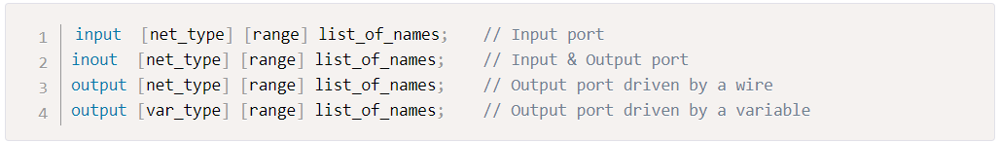 1 input [net_type] [range] list_of_names; // Input port
2 inout [net_type] [range] list_of_names; // Input & Output port
3 output [net_type] [range] list_of_names; // Output port driven by a wire
4 output [var_type] [range] list_of_names; // Output port driven by a variable